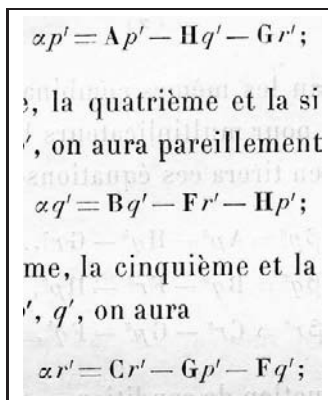 αp′ = Ap′ − Hq′ − Gr′;
, la quatrième et la si
′, on aura pareillement
αq′ = Bq′ − Fr′ − Hp′;
me, la cinquième et la
′, q′, on aura
αr′ = Cr′ − Gp′ − Fq′;